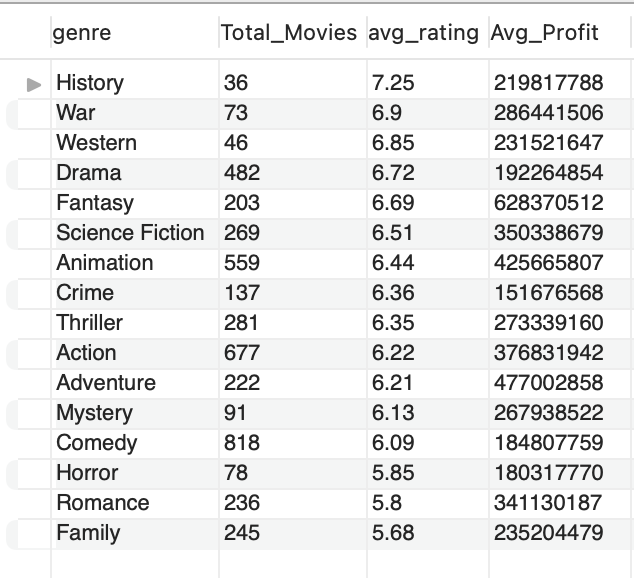 genre Total_Movies avg_rating Avg_Profit
History 36 7.25 219817788
War 73 6.9 286441506
Western 46 6.85 231521647
Drama 482 6.72 192264854
Fantasy 203 6.69 628370512
Science Fiction 269 6.51 350338679
Animation 559 6.44 425665807
Crime 137 6.36 151676568
Thriller 281 6.35 273339160
Action 677 6.22 376831942
Adventure 222 6.21 477002858
Mystery 91 6.13 267938522
Comedy 818 6.09 184807759
Horror 78 5.85 180317770
Romance 236 5.8 341130187
Family 245 5.68 235204479